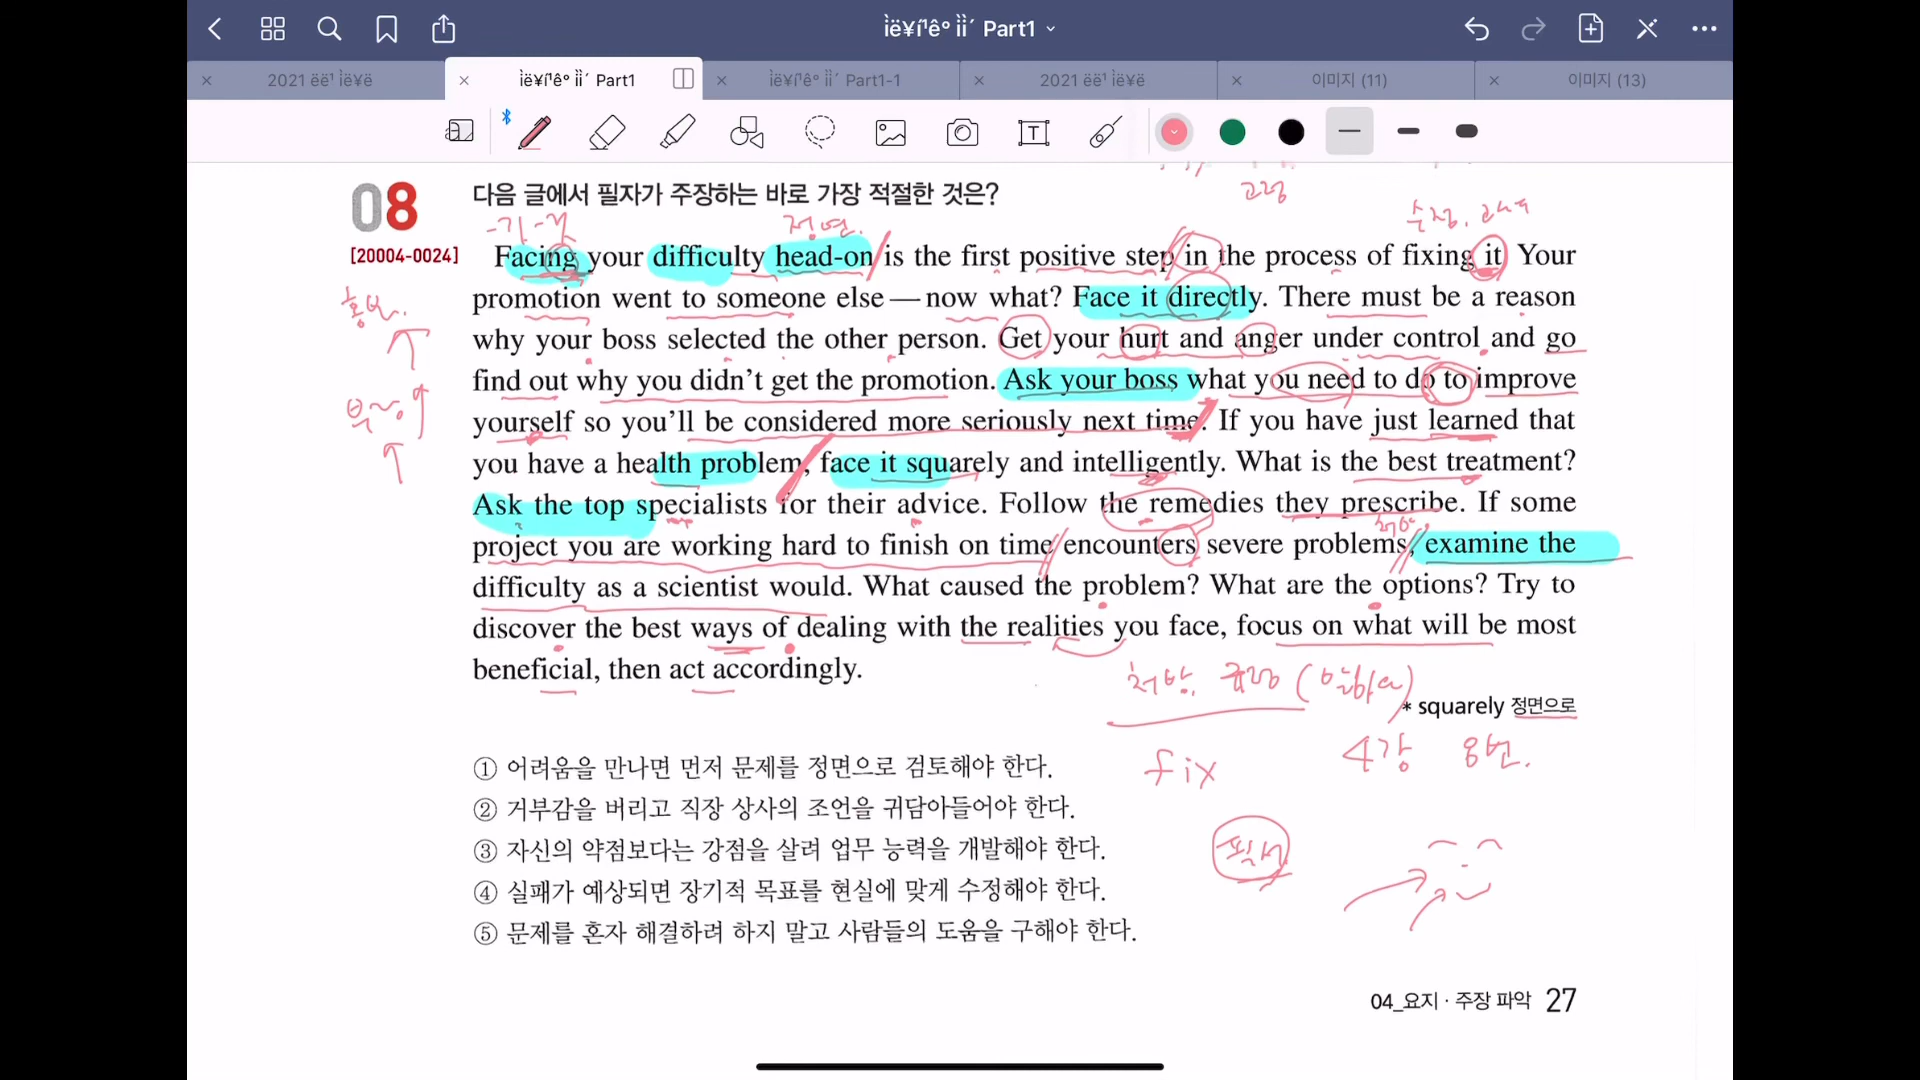 Part1
2021
Part1
Part1-1
2021
이미지 (11)
이미지 (13)
교정
08 다음 글에서 필자가 주장하는 바로 가장 적절한 것은?
[20004-0024]
Facing your difficulty head-on is the first positive step in the process of fixing it. Your
promotion went to someone else — now what? Face it directly. There must be a reason
why your boss selected the other person. Get your hurt and anger under control and go
find out why you didn't get the promotion. Ask your boss what you need to do to improve
yourself so you'll be considered more seriously next time. If you have just learned that
you have a health problem, face it squarely and intelligently. What is the best treatment?
Ask the top specialists for their advice. Follow the remedies they prescribe. If some
project you are working hard to finish on time encounters severe problems, examine the
difficulty as a scientist would. What caused the problem? What are the options? Try to
discover the best ways of dealing with the realities you face, focus on what will be most
beneficial, then act accordingly.
처방,
* squarely 정면으로
fix
4강 8번.
① 어려움을 만나면 먼저 문제를 정면으로 검토해야 한다.
② 거부감을 버리고 직장 상사의 조언을 귀담아들어야 한다.
③ 자신의 약점보다는 강점을 살려 업무 능력을 개발해야 한다.
④ 실패가 예상되면 장기적 목표를 현실에 맞게 수정해야 한다.
⑤ 문제를 혼자 해결하려 하지 말고 사람들의 도움을 구해야 한다.
04_요지 · 주장 파악 27